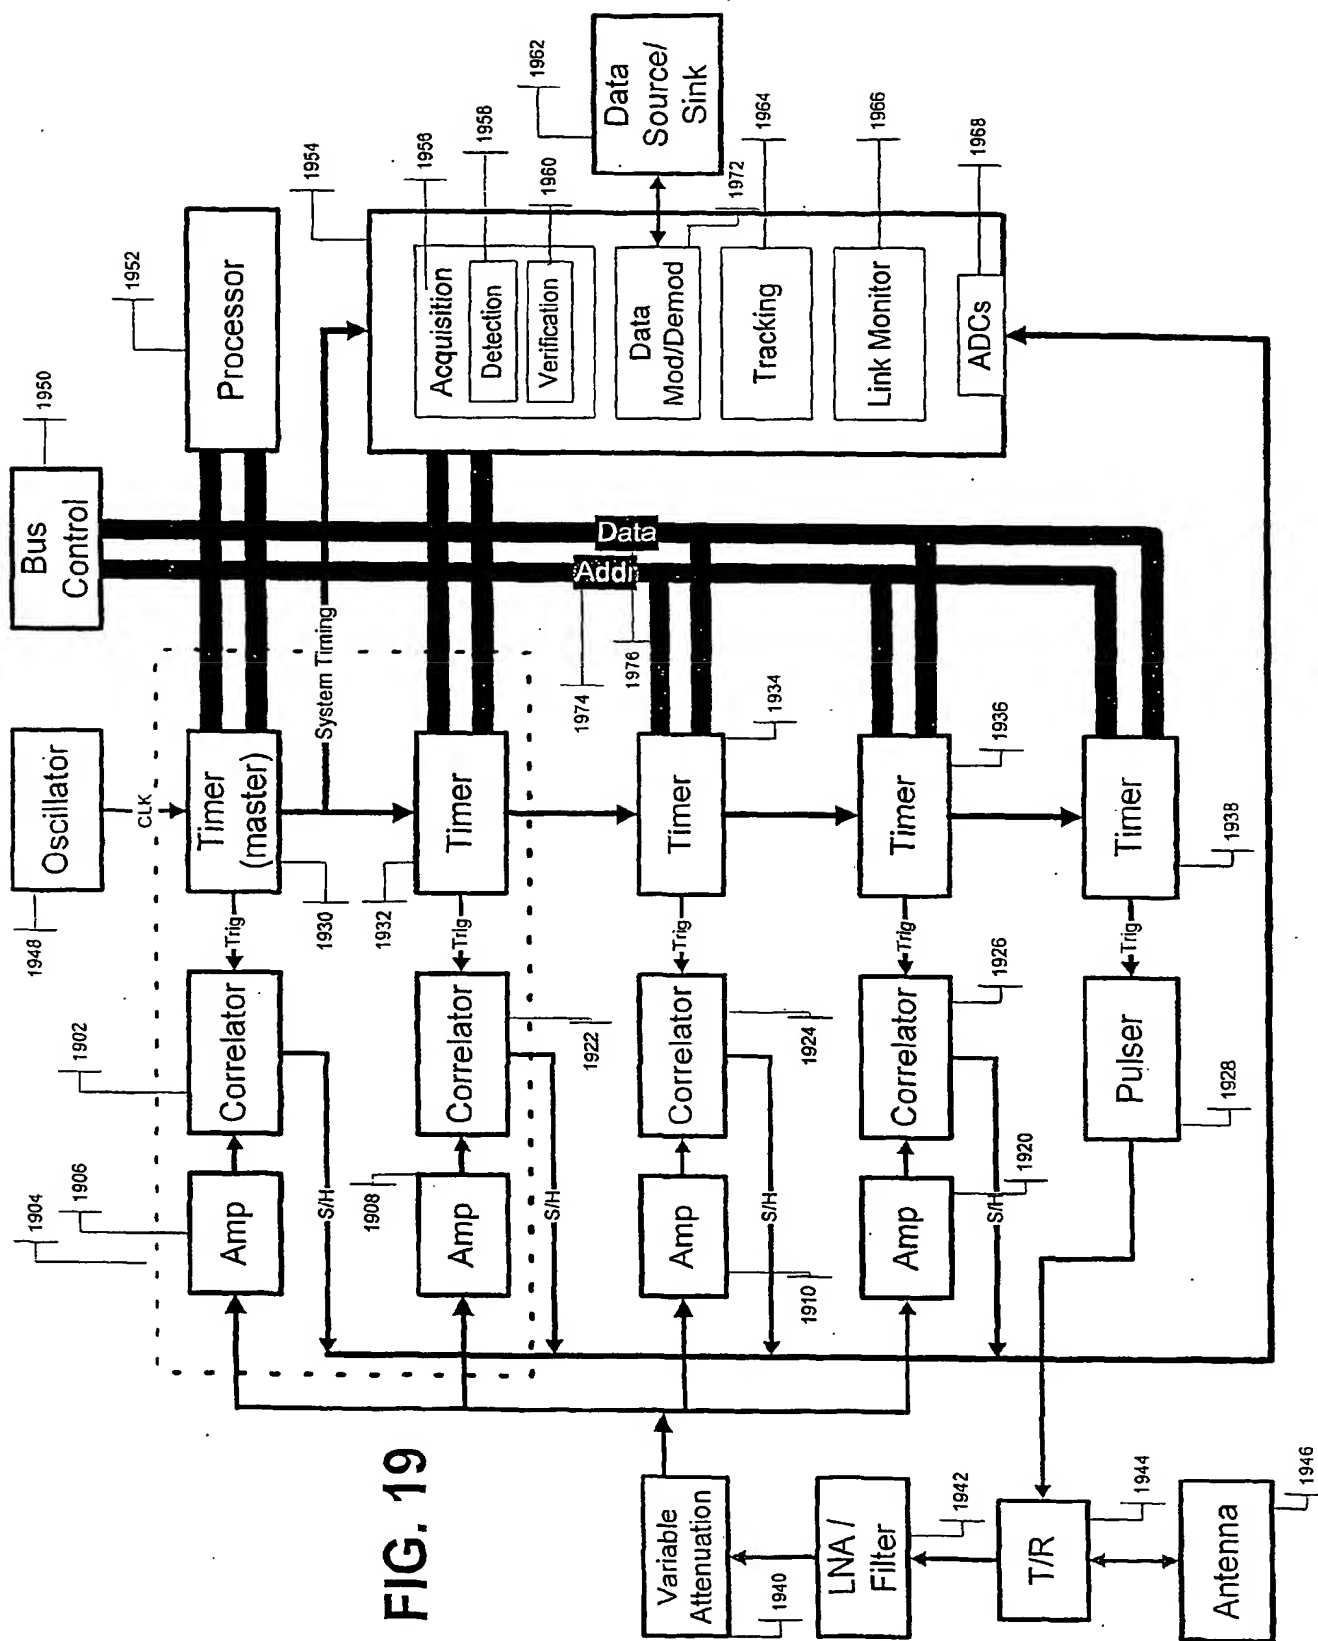 FIG. 19
Antenna
1946
T/R
1944
LNA /
Filter
1942
Variable
Attenuation
1940
1904
1906
Amp
1902
Correlator
Trig
S/H
Timer
(master)
1930
CLK
Oscillator
1948
1908
Amp
Correlator
1922
Trig
S/H
Timer
1932
1910
Amp
Correlator
1924
Trig
S/H
Timer
1934
1920
Amp
Correlator
1926
Trig
S/H
Timer
1936
Pulser
1928
Trig
Timer
1938
System Timing
Bus
Control
1950
Addr
Data
1974
1976
Processor
1952
1954
Acquisition
1956
Detection
1958
Verification
1960
Data
Mod/Demod
1972
Data
Source/
Sink
1962
Tracking
1964
Link Monitor
1966
ADCs
1968